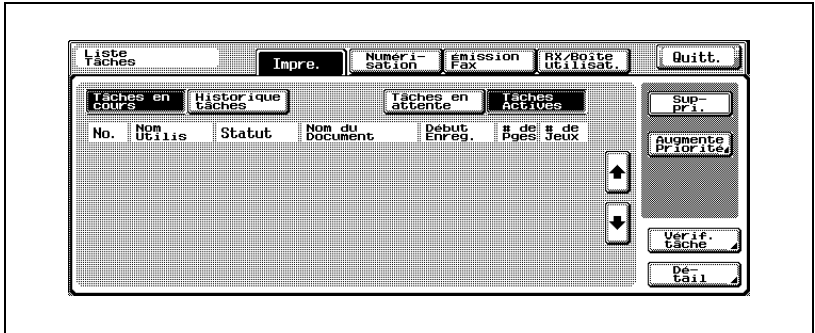 Liste
Tâches
Impre.
Numéri-
sation
Émission
Fax
RX/Boîte
utilisat.
Quitt.
Tâches en
cours
Historique
tâches
Tâches en
attente
Tâches
Actives
Sup-
pri.
No.
Nom
Utilis
Statut
Nom du
Document
Début
Enreg.
# de
Pges
# de
Jeux
Augmente
Priorité
Vérif.
tâche
Dé-
tail